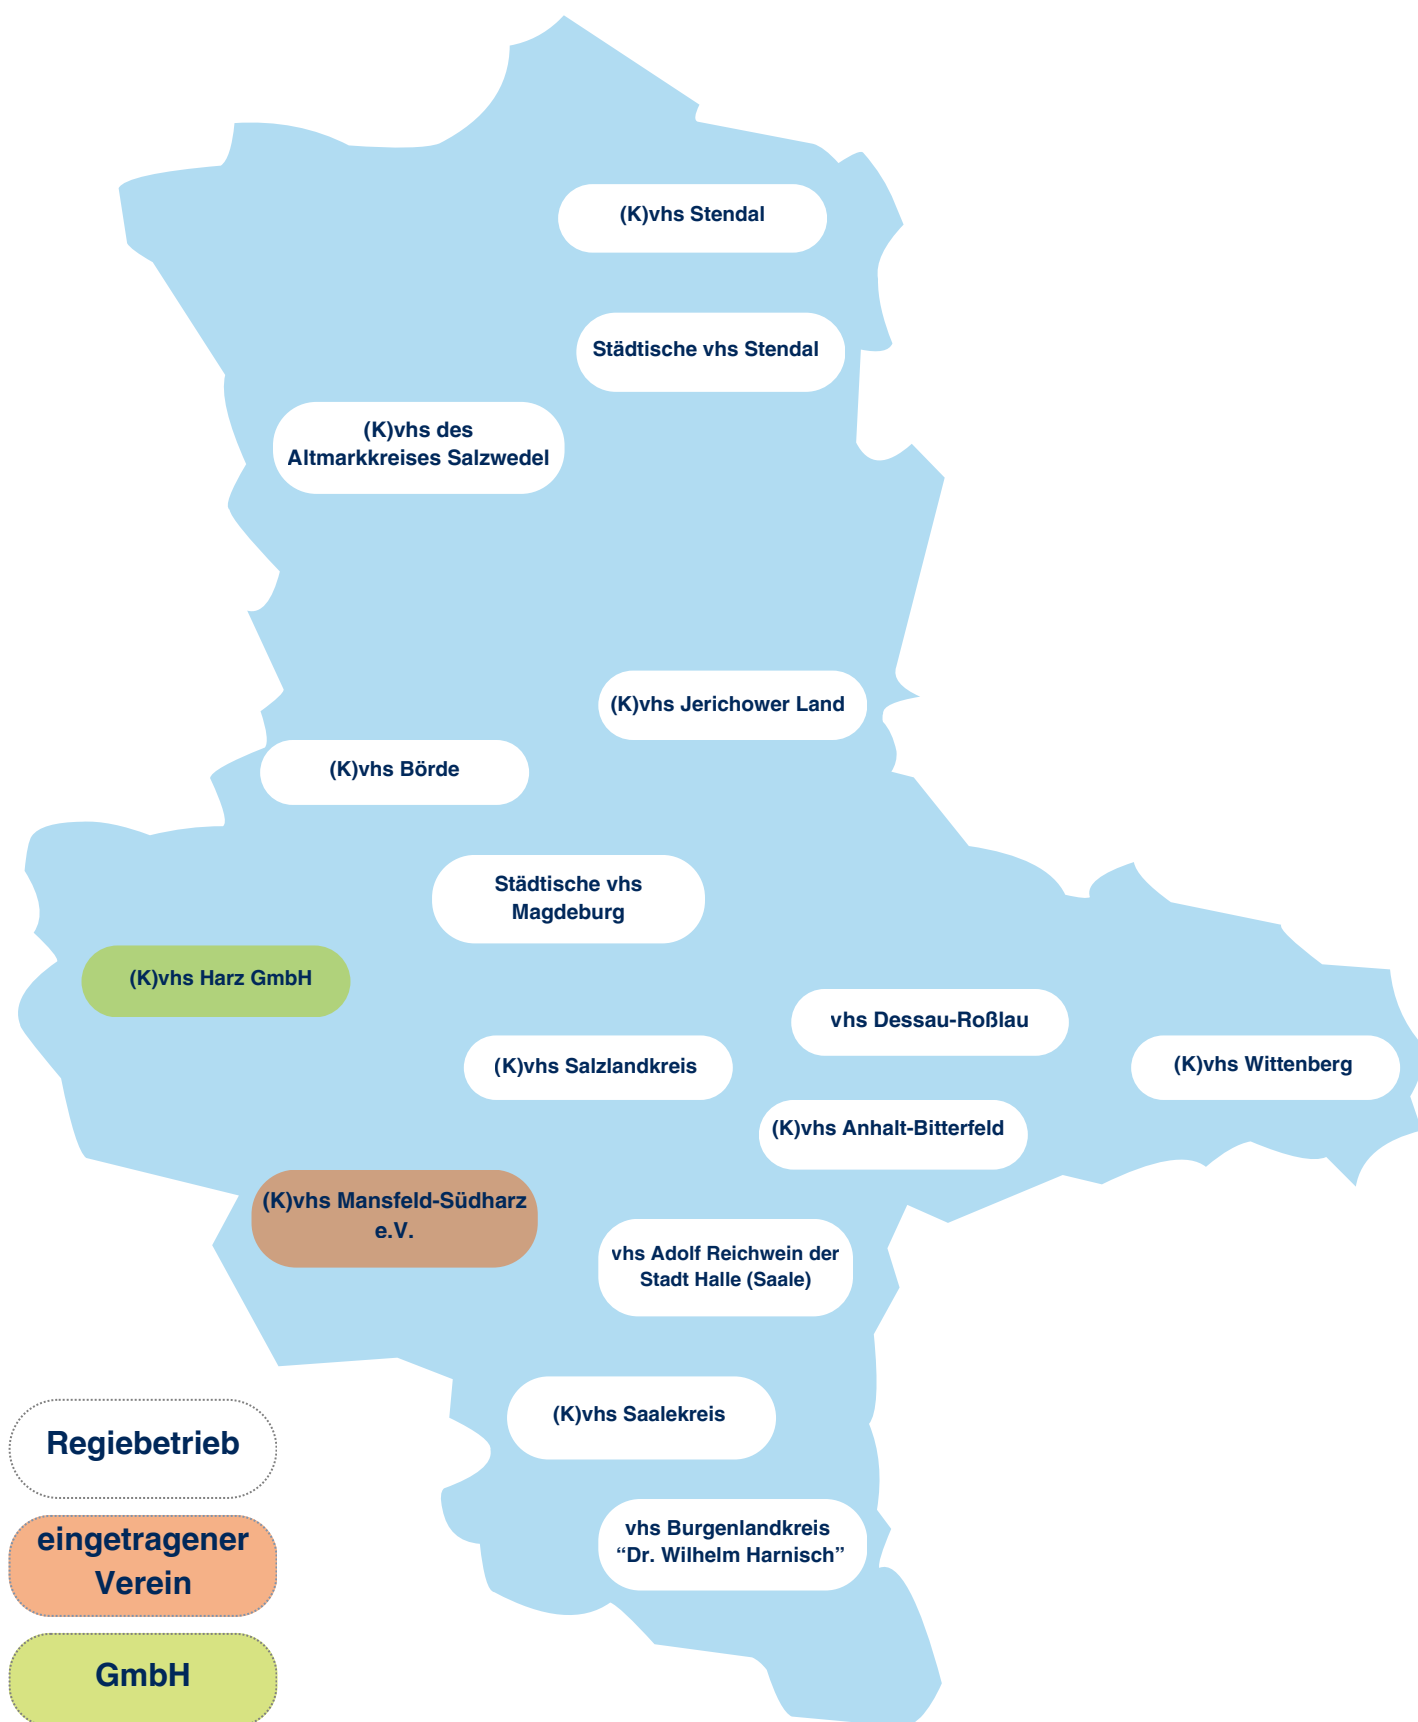 (K)vhs Stendal
Städtische vhs Stendal
(K)vhs des
Altmarkkreises Salzwedel
(K)vhs Jerichower Land
(K)vhs Börde
Städtische vhs
Magdeburg
(K)vhs Harz GmbH
vhs Dessau-Roßlau
(K)vhs Salzlandkreis
(K)vhs Wittenberg
(K)vhs Anhalt-Bitterfeld
(K)vhs Mansfeld-Südharz
e.V.
vhs Adolf Reichwein der
Stadt Halle (Saale)
(K)vhs Saalekreis
vhs Burgenlandkreis
“Dr. Wilhelm Harnisch”
Regiebetrieb
eingetragener
Verein
GmbH